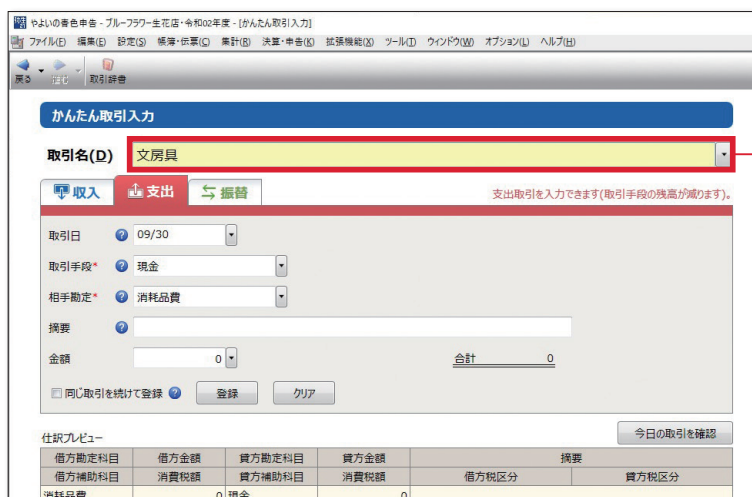 やよいの青色申告 - ブルーフラワー生花店・令和02年度 - [かんたん取引入力]
ファイル(F) 編集(E) 設定(S) 帳簿・伝票(C) 集計(R) 決算・申告(K) 拡張機能(X) ツール(T) ウィンドウ(W) オプション(L) ヘルプ(H)
戻る 進む 取引辞書
かんたん取引入力
取引名(D) 文房具
収入 支出 振替 支出取引を入力できます(取引手段の残高が減ります)。
取引日 ? 09/30
取引手段* ? 現金
相手勘定* ? 消耗品費
摘要 ?
金額 0 合計 0
同じ取引を続けて登録 ? 登録 クリア
仕訳プレビュー 今日の取引を確認
借方勘定科目 借方金額 貸方勘定科目 貸方金額 摘要
借方補助科目 消費税額 貸方補助科目 消費税額 借方税区分 貸方税区分
消耗品費 0 現金 0